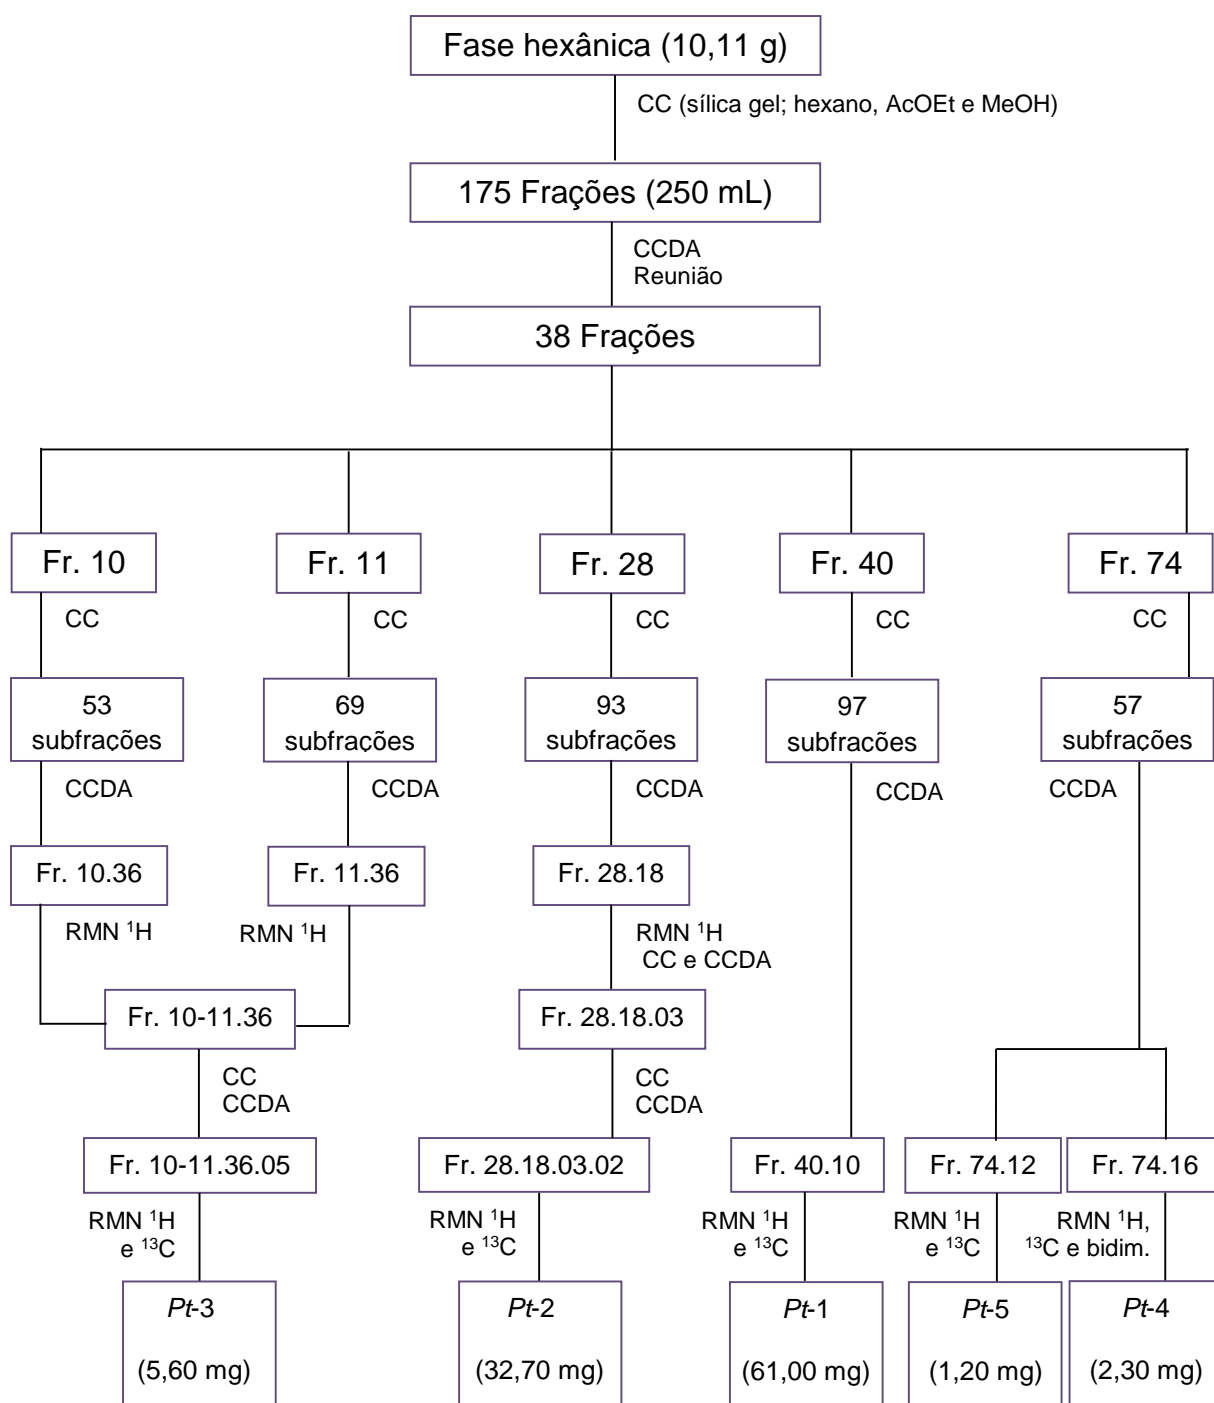 Fase hexânica (10,11 g)
CC (sílica gel; hexano, AcOEt e MeOH)
175 Frações (250 mL)
CCDA
Reunião
38 Frações
Fr. 10
Fr. 11
Fr. 28
Fr. 40
Fr. 74
CC
CC
CC
CC
CC
53
subfrações
69
subfrações
93
subfrações
97
subfrações
57
subfrações
CCDA
CCDA
CCDA
CCDA
CCDA
Fr. 10.36
Fr. 11.36
Fr. 28.18
RMN ¹H
RMN ¹H
RMN ¹H
CC e CCDA
Fr. 10-11.36
Fr. 28.18.03
CC
CCDA
CC
CCDA
Fr. 10-11.36.05
Fr. 28.18.03.02
Fr. 40.10
Fr. 74.12
Fr. 74.16
RMN ¹H
e ¹³C
RMN ¹H
e ¹³C
RMN ¹H
e ¹³C
RMN ¹H
e ¹³C
RMN ¹H,
¹³C e bidim.
Pt-3
(5,60 mg)
Pt-2
(32,70 mg)
Pt-1
(61,00 mg)
Pt-5
(1,20 mg)
Pt-4
(2,30 mg)